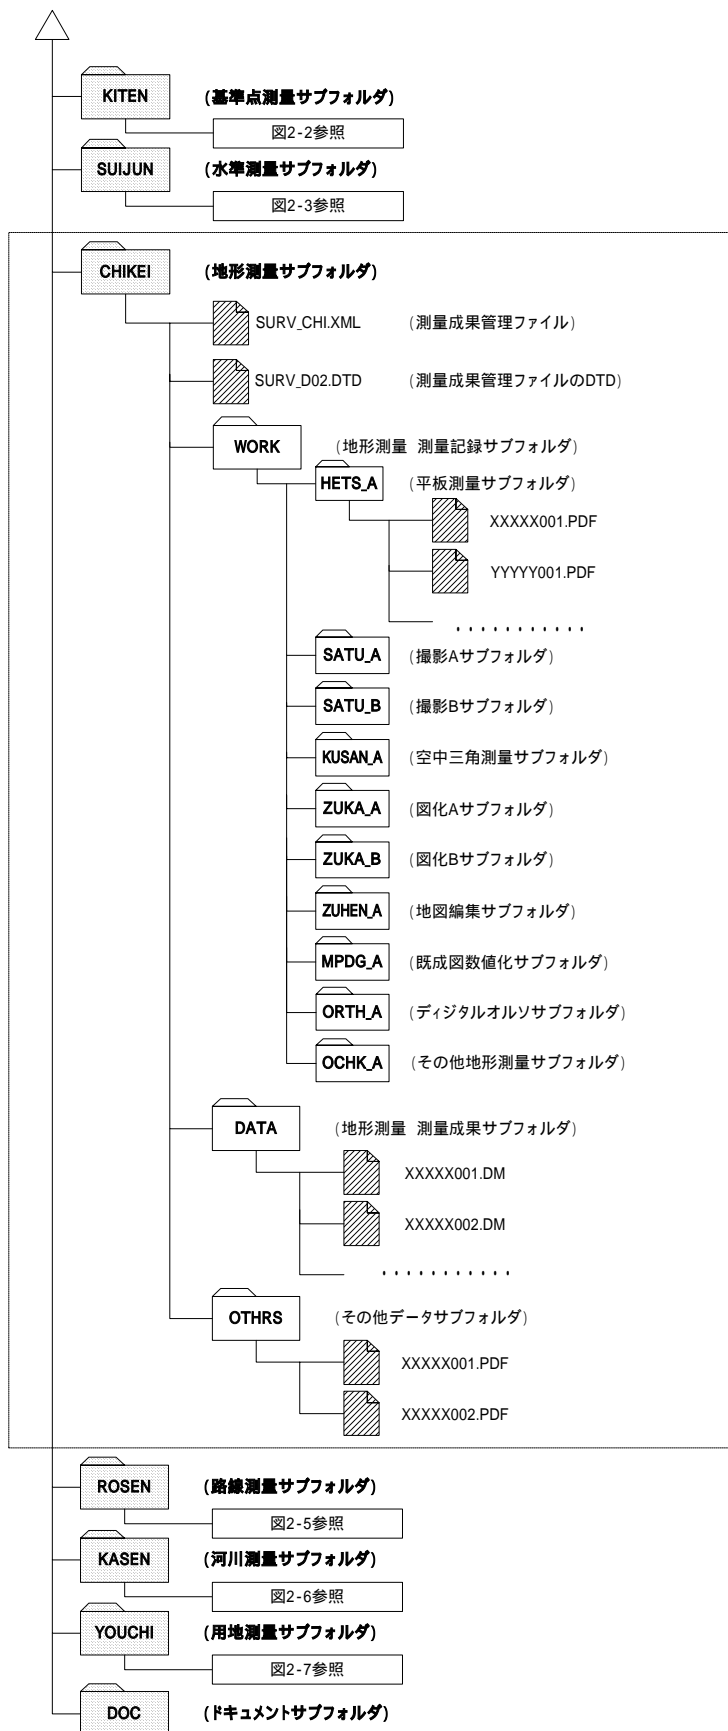 KITEN (基準点測量サブフォルダ)
図2-2参照
SUIJUN (水準測量サブフォルダ)
図2-3参照
CHIKEI (地形測量サブフォルダ)
SURV_CHI.XML (測量成果管理ファイル)
SURV_D02.DTD (測量成果管理ファイルのDTD)
WORK (地形測量 測量記録サブフォルダ)
HETS_A (平板測量サブフォルダ)
XXXXX001.PDF
YYYYY001.PDF
...........
SATU_A (撮影Aサブフォルダ)
SATU_B (撮影Bサブフォルダ)
KUSAN_A (空中三角測量サブフォルダ)
ZUKA_A (図化Aサブフォルダ)
ZUKA_B (図化Bサブフォルダ)
ZUHEN_A (地図編集サブフォルダ)
MPDG_A (既成図数値化サブフォルダ)
ORTH_A (ディジタルオルソサブフォルダ)
OCHK_A (その他地形測量サブフォルダ)
DATA (地形測量 測量成果サブフォルダ)
XXXXX001.DM
XXXXX002.DM
...........
OTHRS (その他データサブフォルダ)
XXXXX001.PDF
XXXXX002.PDF
ROSEN (路線測量サブフォルダ)
図2-5参照
KASEN (河川測量サブフォルダ)
図2-6参照
YOUCHI (用地測量サブフォルダ)
図2-7参照
DOC (ドキュメントサブフォルダ)